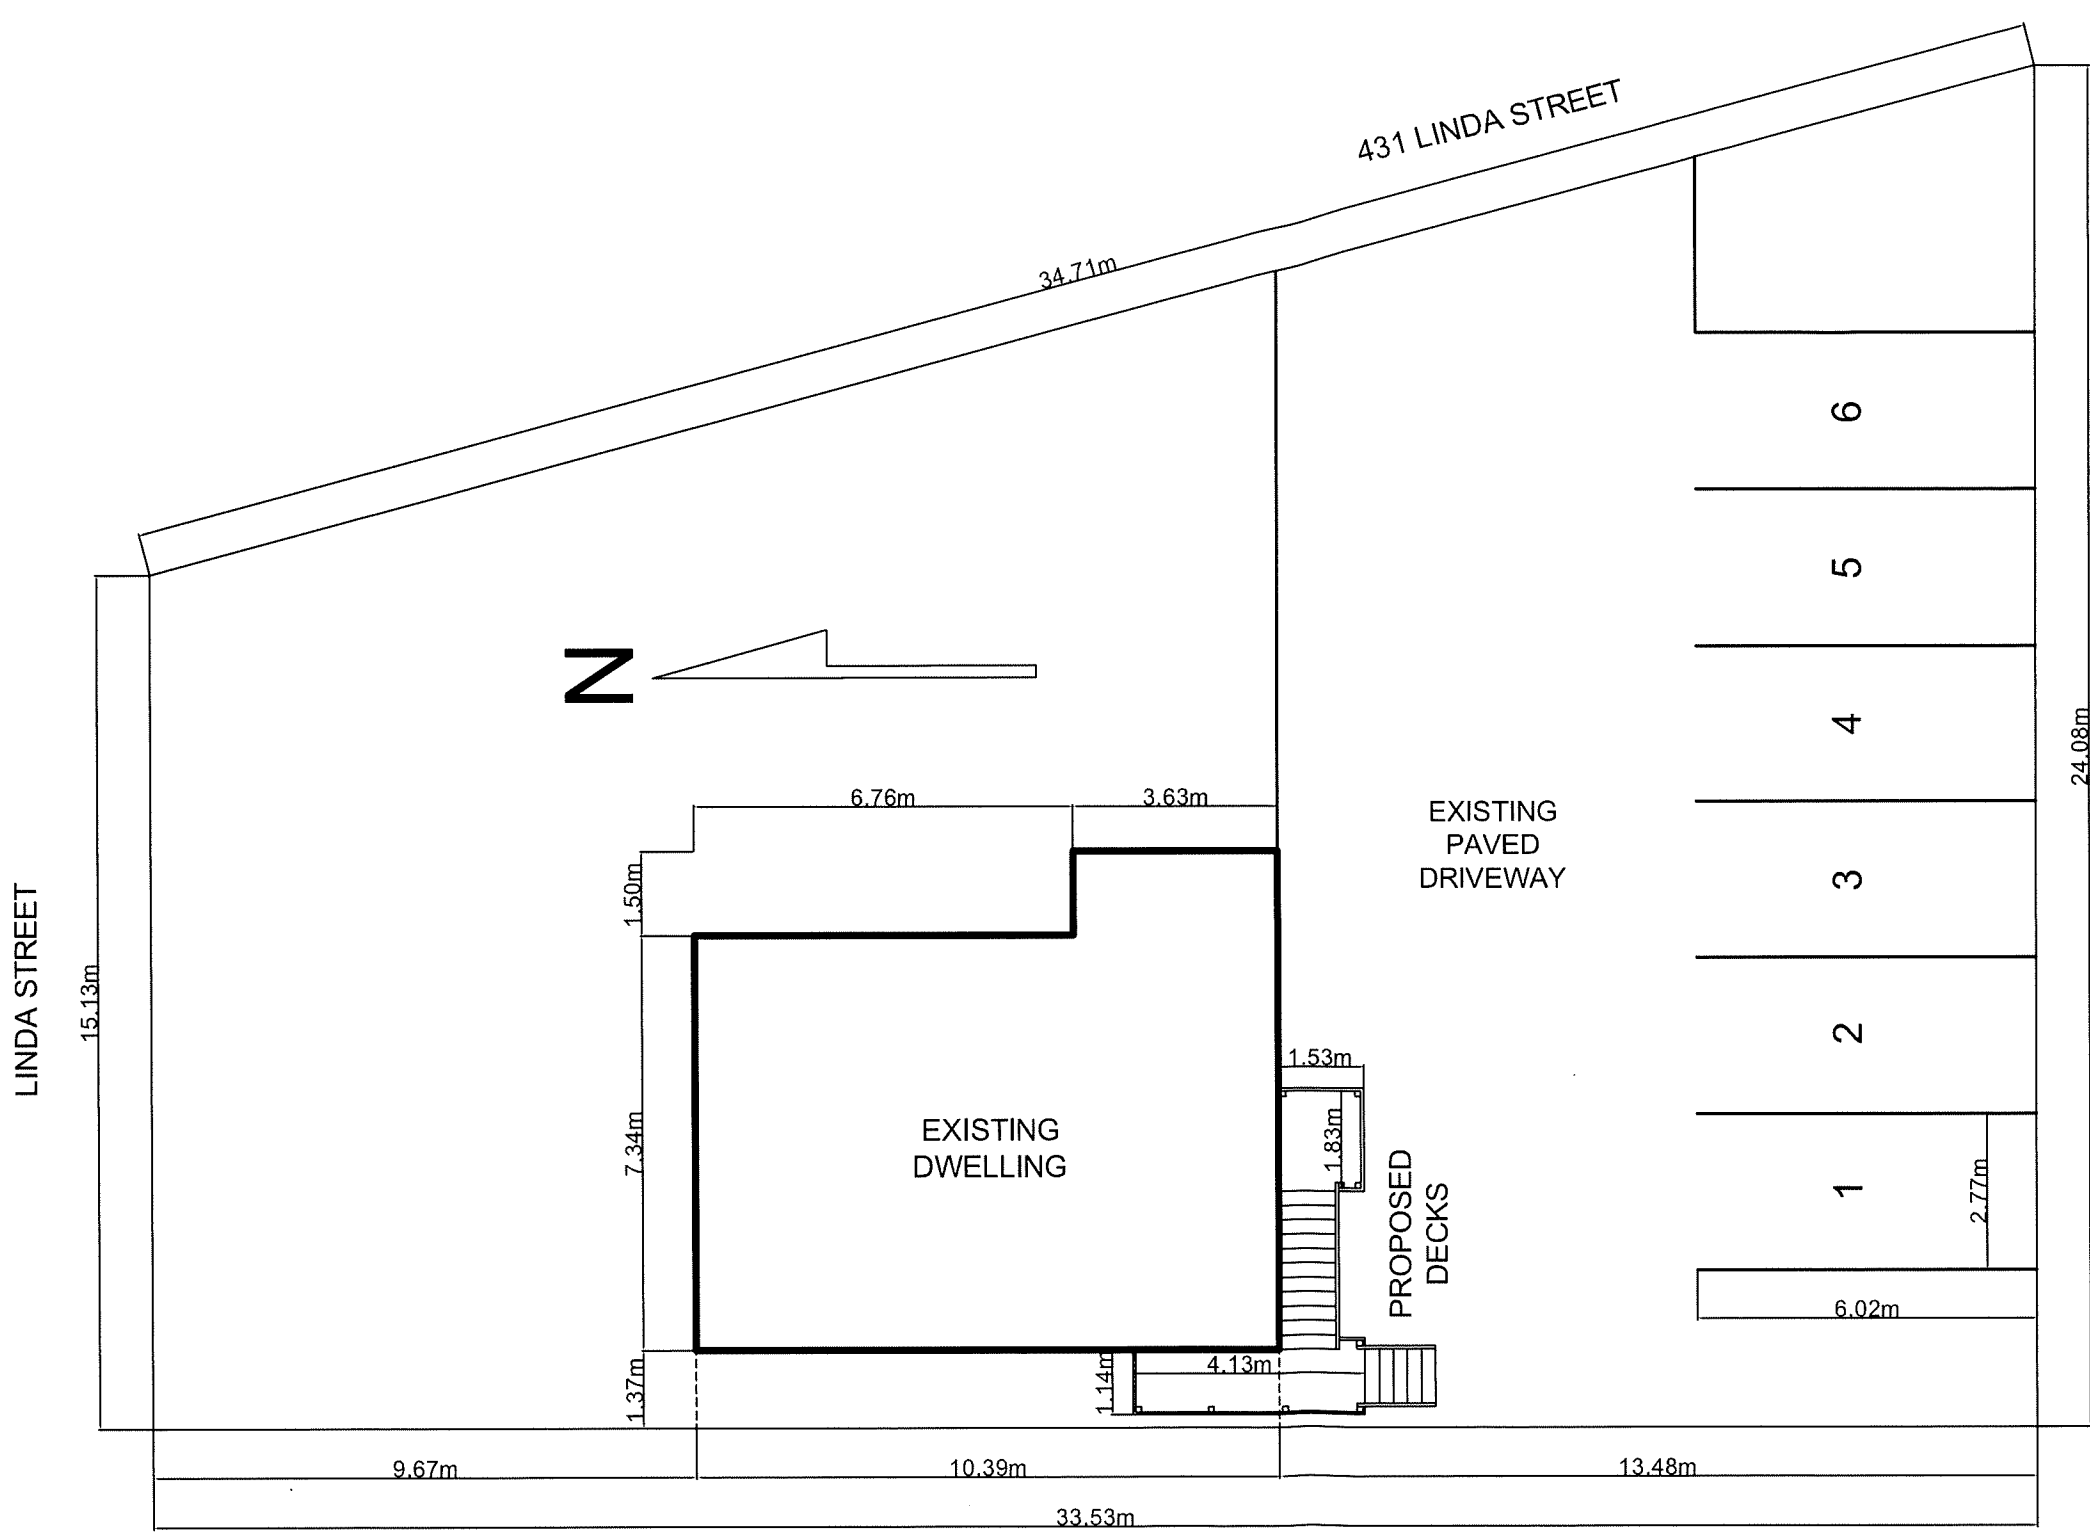 431 LINDA STREET
34.71m
N
6
5
4
3
2
1
24.08m
6.76m
3.63m
EXISTING
PAVED
DRIVEWAY
1.50m
LINDA STREET
15.13m
1.53m
1.83m
7.34m
EXISTING
DWELLING
PROPOSED
DECKS
2.77m
6.02m
1.37m
1.14m
4.13m
9.67m
10.39m
13.48m
33.53m